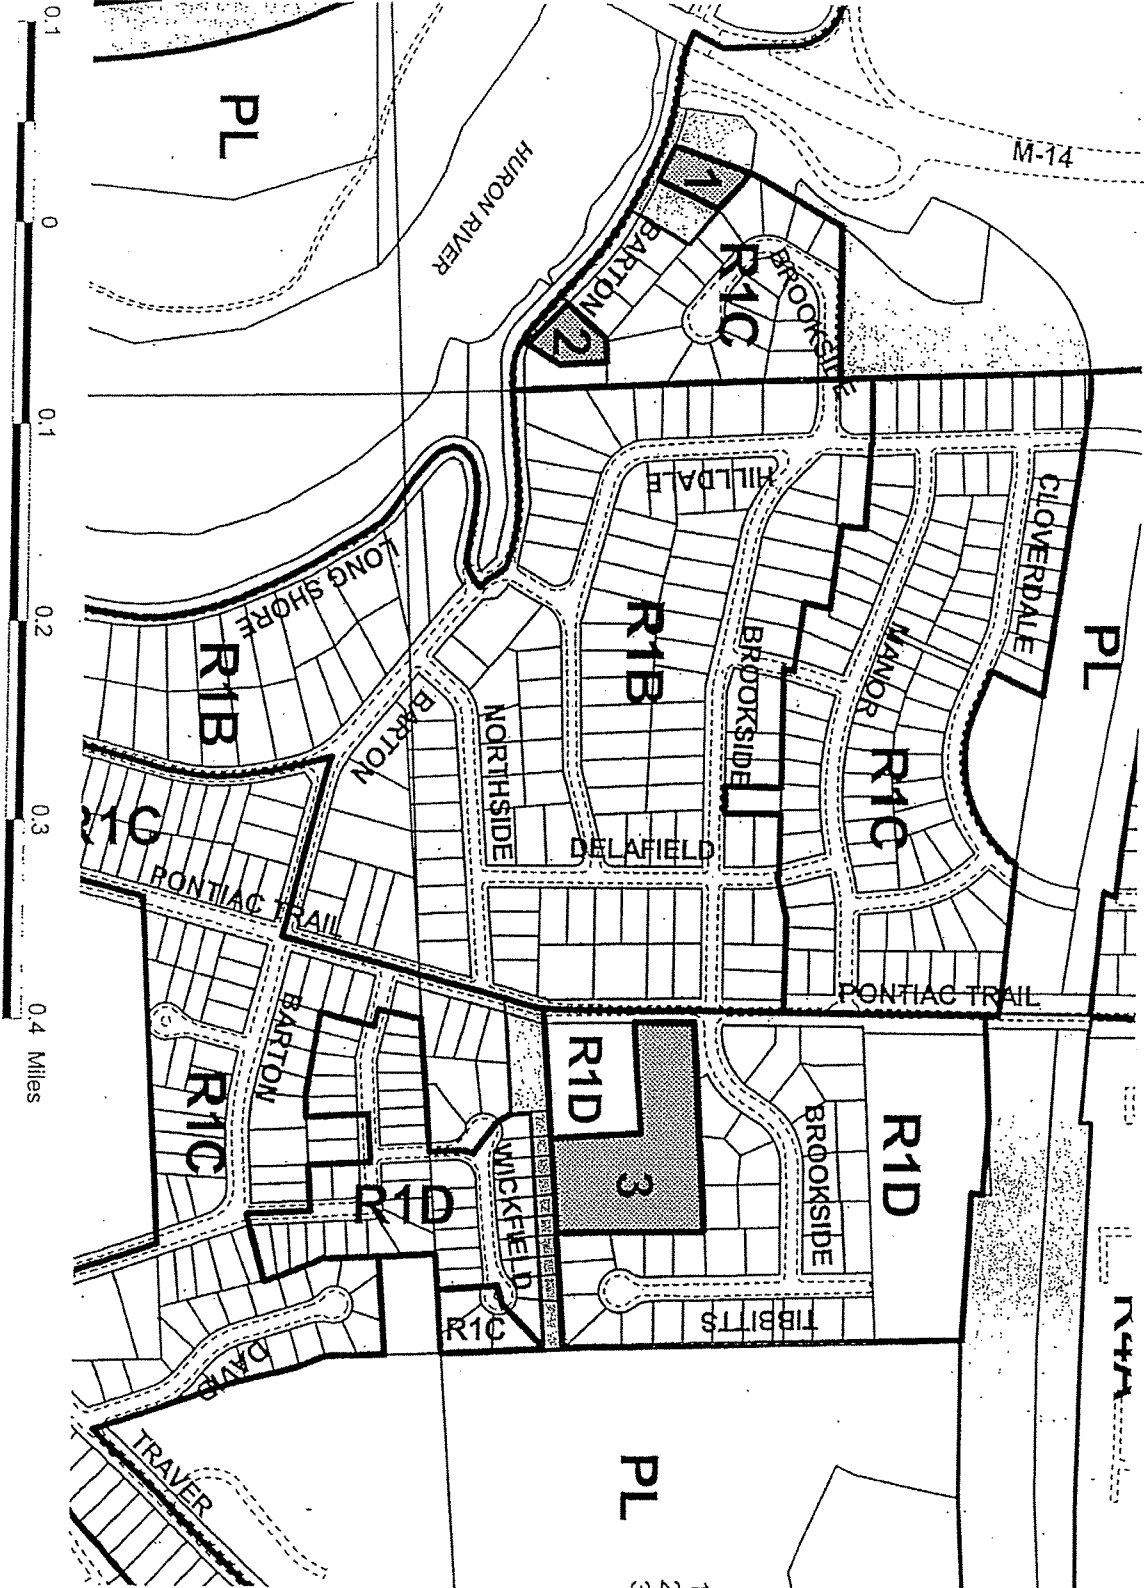 0.1 0 0.1 0.2 0.3 0.4 Miles
PL
HURON RIVER
M-14
1
BARTON
R1C
BROOKSIDE
2
HILLDALE
CLOVERDALE
PL
LONG SHORE
R1B
R1B
BROOKSIDE
MANOR
R1C
BARTON
NORTHSIDE
DELAFIELD
R1C
PONTIAC TRAIL
PONTIAC TRAIL
BARTON
R1C
R1D
3
BROOKSIDE
R1D
WICKFIELD
R1D
R1C
TIBBITTS
R4A
DAVID
TRAVER
PL